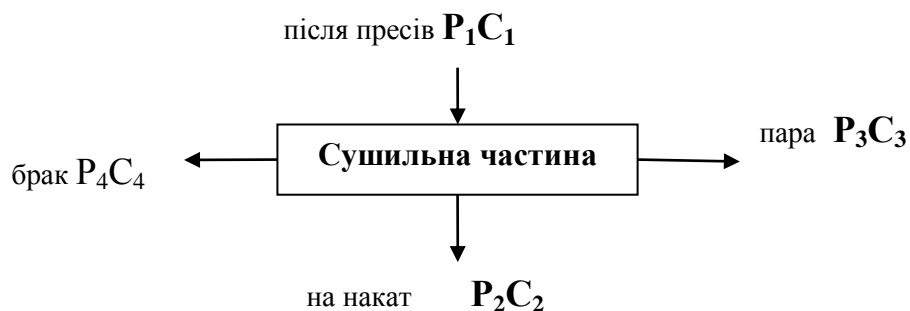 після пресів P₁C₁
пара P₃C₃
Сушильна частина
брак P₄C₄
на накат P₂C₂